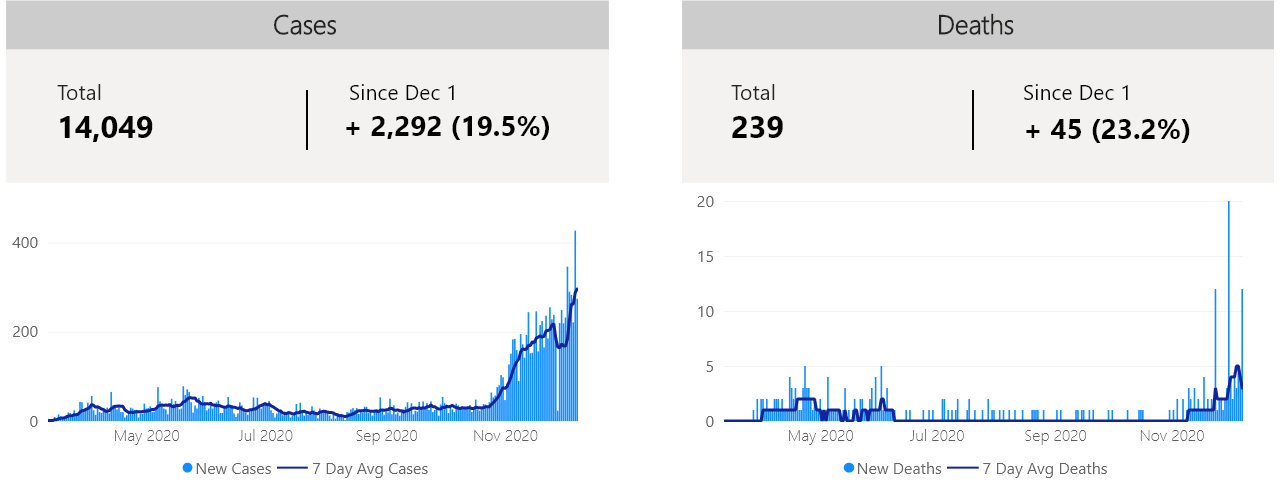 Cases
Total
Since Dec 1
14,049
+ 2,292 (19.5%)
400
200
0
May 2020
Jul 2020
Sep 2020
Nov 2020
New Cases
7 Day Avg Cases
Deaths
Total
Since Dec 1
239
+ 45 (23.2%)
20
15
10
5
0
May 2020
Jul 2020
Sep 2020
Nov 2020
New Deaths
7 Day Avg Deaths